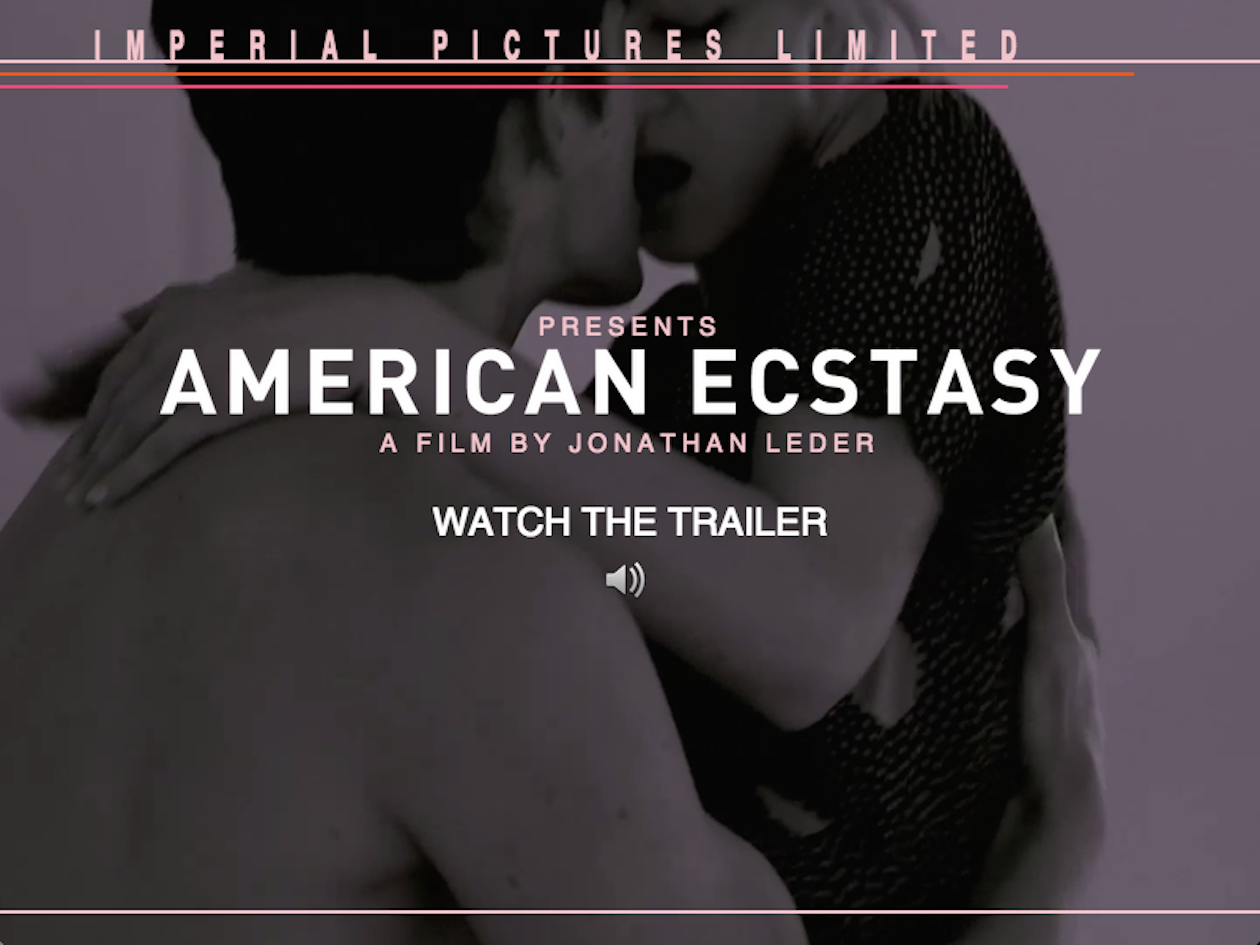 IMPERIAL PICTURES LIMITED
PRESENTS
AMERICAN ECSTASY
A FILM BY JONATHAN LEDER
WATCH THE TRAILER